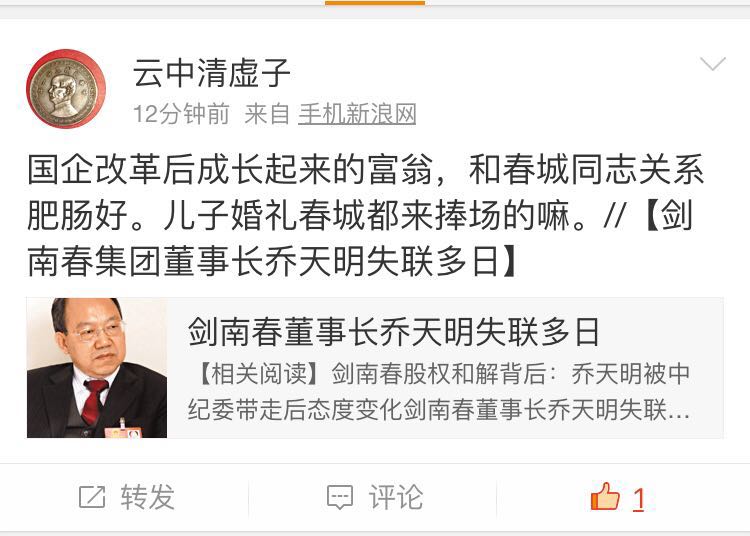 云中清虚子
12分钟前 来自 手机新浪网
国企改革后成长起来的富翁，和春城同志关系
肥肠好。儿子婚礼春城都来捧场的嘛。//【剑
南春集团董事长乔天明失联多日】
剑南春董事长乔天明失联多日
【相关阅读】剑南春股权和解背后：乔天明被中
纪委带走后态度变化剑南春董事长乔天明失联...
转发
评论
1